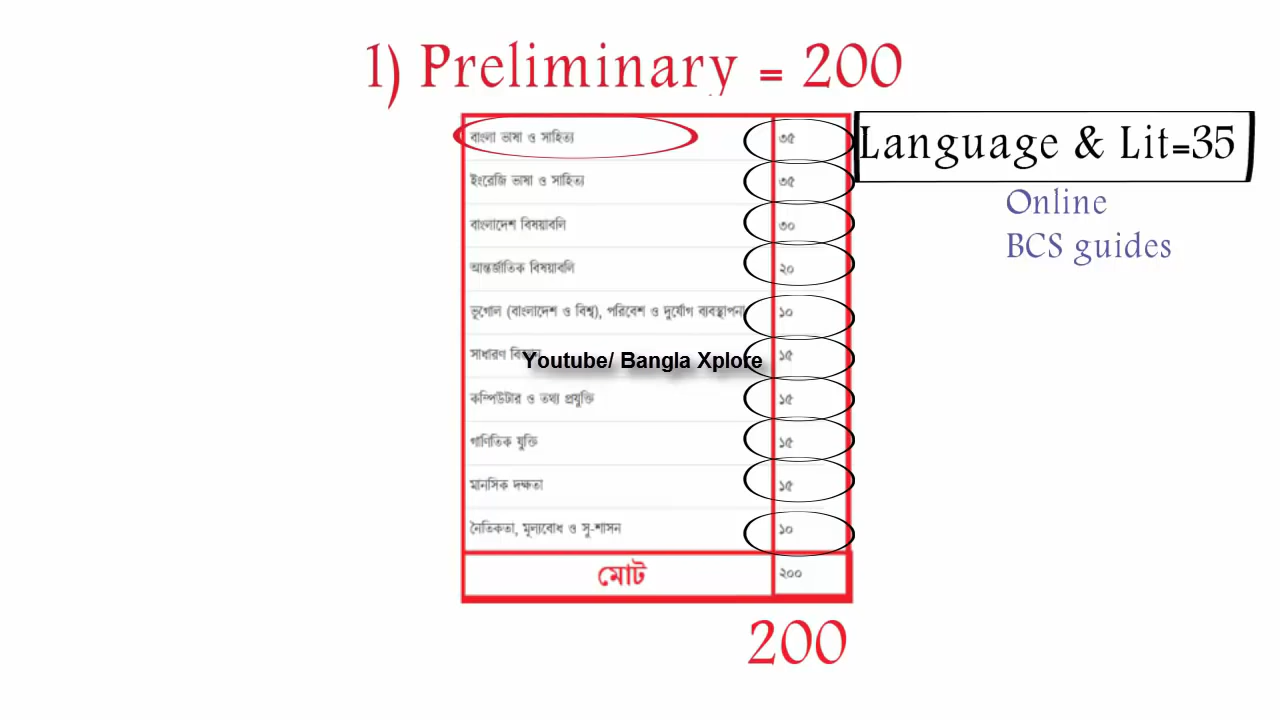 1) Preliminary = 200
বাংলা ভাষা ও সাহিত্য ৩৫
Language & Lit=35
ইংরেজি ভাষা ও সাহিত্য ৩৫
Online
BCS guides
বাংলাদেশ বিষয়াবলি ৩০
আন্তর্জাতিক বিষয়াবলি ২০
ভূগোল (বাংলাদেশ ও বিশ্ব), পরিবেশ ও দুর্যোগ ব্যবস্থাপনা ১০
সাধারণ ১৫
Youtube/ Bangla Xplore
কম্পিউটার ও তথ্য প্রযুক্তি ১৫
গাণিতিক যুক্তি ১৫
মানসিক দক্ষতা ১৫
নৈতিকতা, মূল্যবোধ ও সু-শাসন ১০
মোট ২০০
200